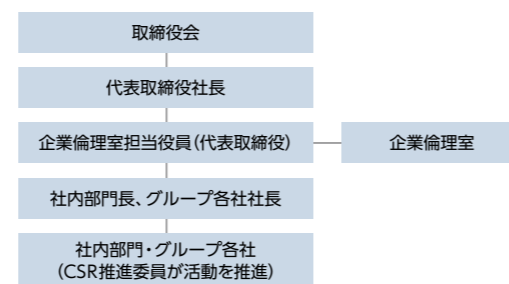 取締役会
代表取締役社長
企業倫理室担当役員(代表取締役)
企業倫理室
社内部門長、グループ各社社長
社内部門・グループ各社
(CSR推進委員が活動を推進)